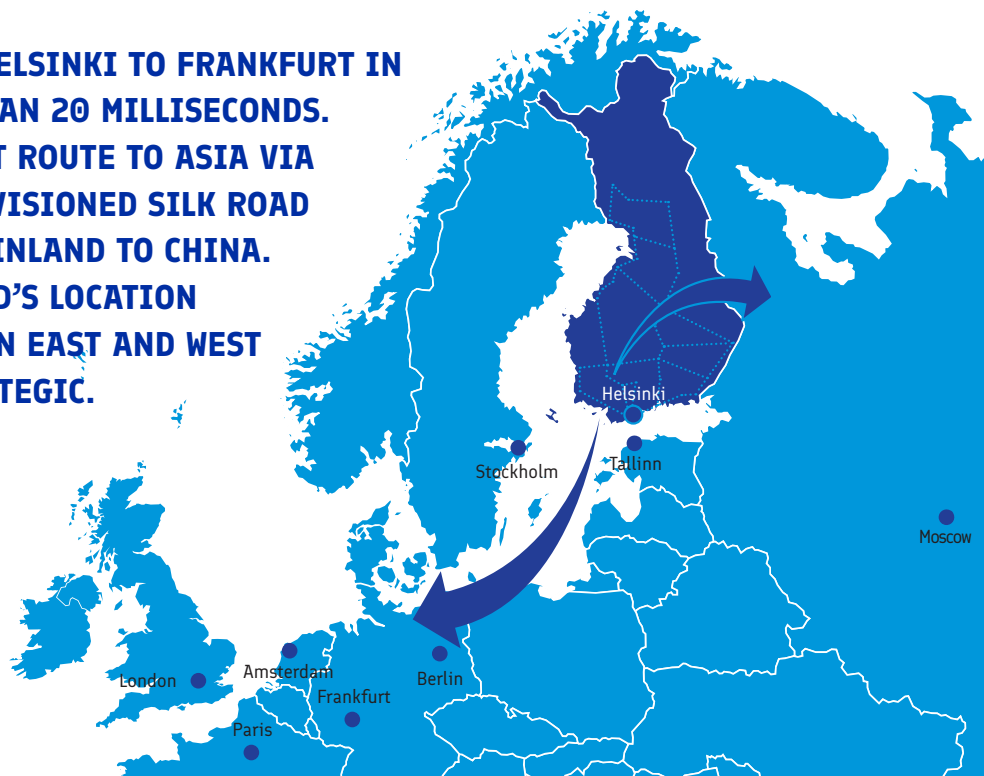 ELSINKI TO FRANKFURT IN
AN 20 MILLISECONDS.
T ROUTE TO ASIA VIA
VISIONED SILK ROAD
INLAND TO CHINA.
D’S LOCATION
N EAST AND WEST
TEGIC.
Helsinki
Tallinn
Stockholm
Moscow
London
Amsterdam
Berlin
Frankfurt
Paris